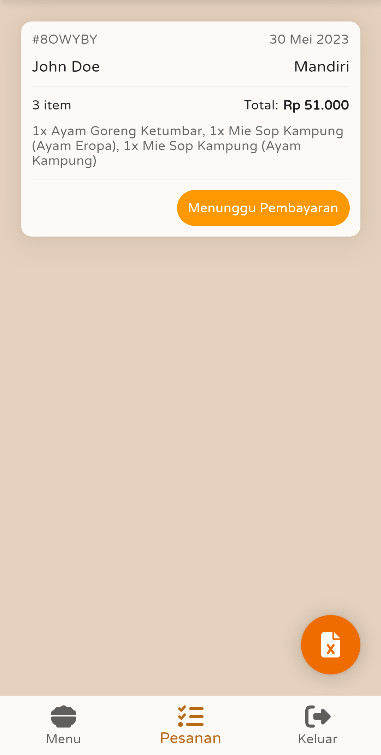 #8OWYBY 30 Mei 2023
John Doe Mandiri
3 item Total: Rp 51.000
1x Ayam Goreng Ketumbar, 1x Mie Sop Kampung
(Ayam Eropa), 1x Mie Sop Kampung (Ayam
Kampung)
Menunggu Pembayaran
Menu Pesanan Keluar